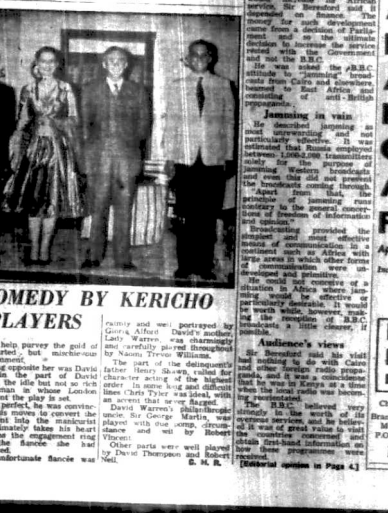 service, Sir Beresford said it
depended on finance. The
money for such development
came from a decision of Parlia-
ment and so the ultimate
decision to increase the service
rested with the Government
and not the B.B.C.
He was asked the B.B.C.
attitude to "jamming" broad-
casts from Cairo and elsewhere,
beamed to East Africa and
consisting of anti-British
propaganda.
Jamming in vain
He described jamming as
most unrewarding and not
particularly effective. It was
estimated that Russia employed
between 1,000-2,000 transmitters
solely for the purpose of
jamming Western broadcasts
and even this did not prevent
the broadcasts coming through.
"Apart from that, the
principle of jamming runs
contrary to the general concep-
tions of freedom of information
and opinion."
Broadcasting provided the
simplest and most effective
means of communication in a
continent such as Africa with
large areas in which other forms
of communication were un-
developed and primitive.
He could not conceive of a
situation in Africa where jam-
ming would be effective or
particularly desirable. It would
be worth while, however, mak-
ing the reception of B.B.C.
broadcasts a little clearer, if
possible.
Audience's views
Sir Beresford said his visit
had nothing to do with Cairo
and other foreign radio propa-
ganda, and it was a coincidence
that he was in Kenya at a time
when the local radio was becom-
ing reorientated.
The B.B.C. believed very
strongly in visits of its
overseas services, and he believ-
ed it was of great value to visit
the countries concerned and
obtain first-hand information on
how these programmes were
received.
[Editorial opinion in Page 4.]
OMEDY BY KERICHO
PLAYERS
help, purvey the gold of
but mischievous
opposite her was David
in the part of David
the idle but not so rich
man in whose London
the play is set.
perfect, he was convinc-
his moves to convert the
into the manicurist
imately takes his heart
as the engagement ring
the fiancée she had
ed.
unfortunate fiancée was
and well portrayed by
Gloria Alford. David's mother,
Lady Warren, was charmingly
and carefully played throughout
by Naomi Trevor Williams.
The part of the delinquent's
father Henry Shaw, called for
character acting of the highest
order. In some long and difficult
lines Chris Tyler was ideal, with
an accent that never flagged.
David Warren's philanthropic
uncle, Sir George Martin, was
played with due pomp, circum-
stance and wit by Robert
Vincent.
Other parts were well played
by David Thompson and Robert
Neil.
G. M. R.